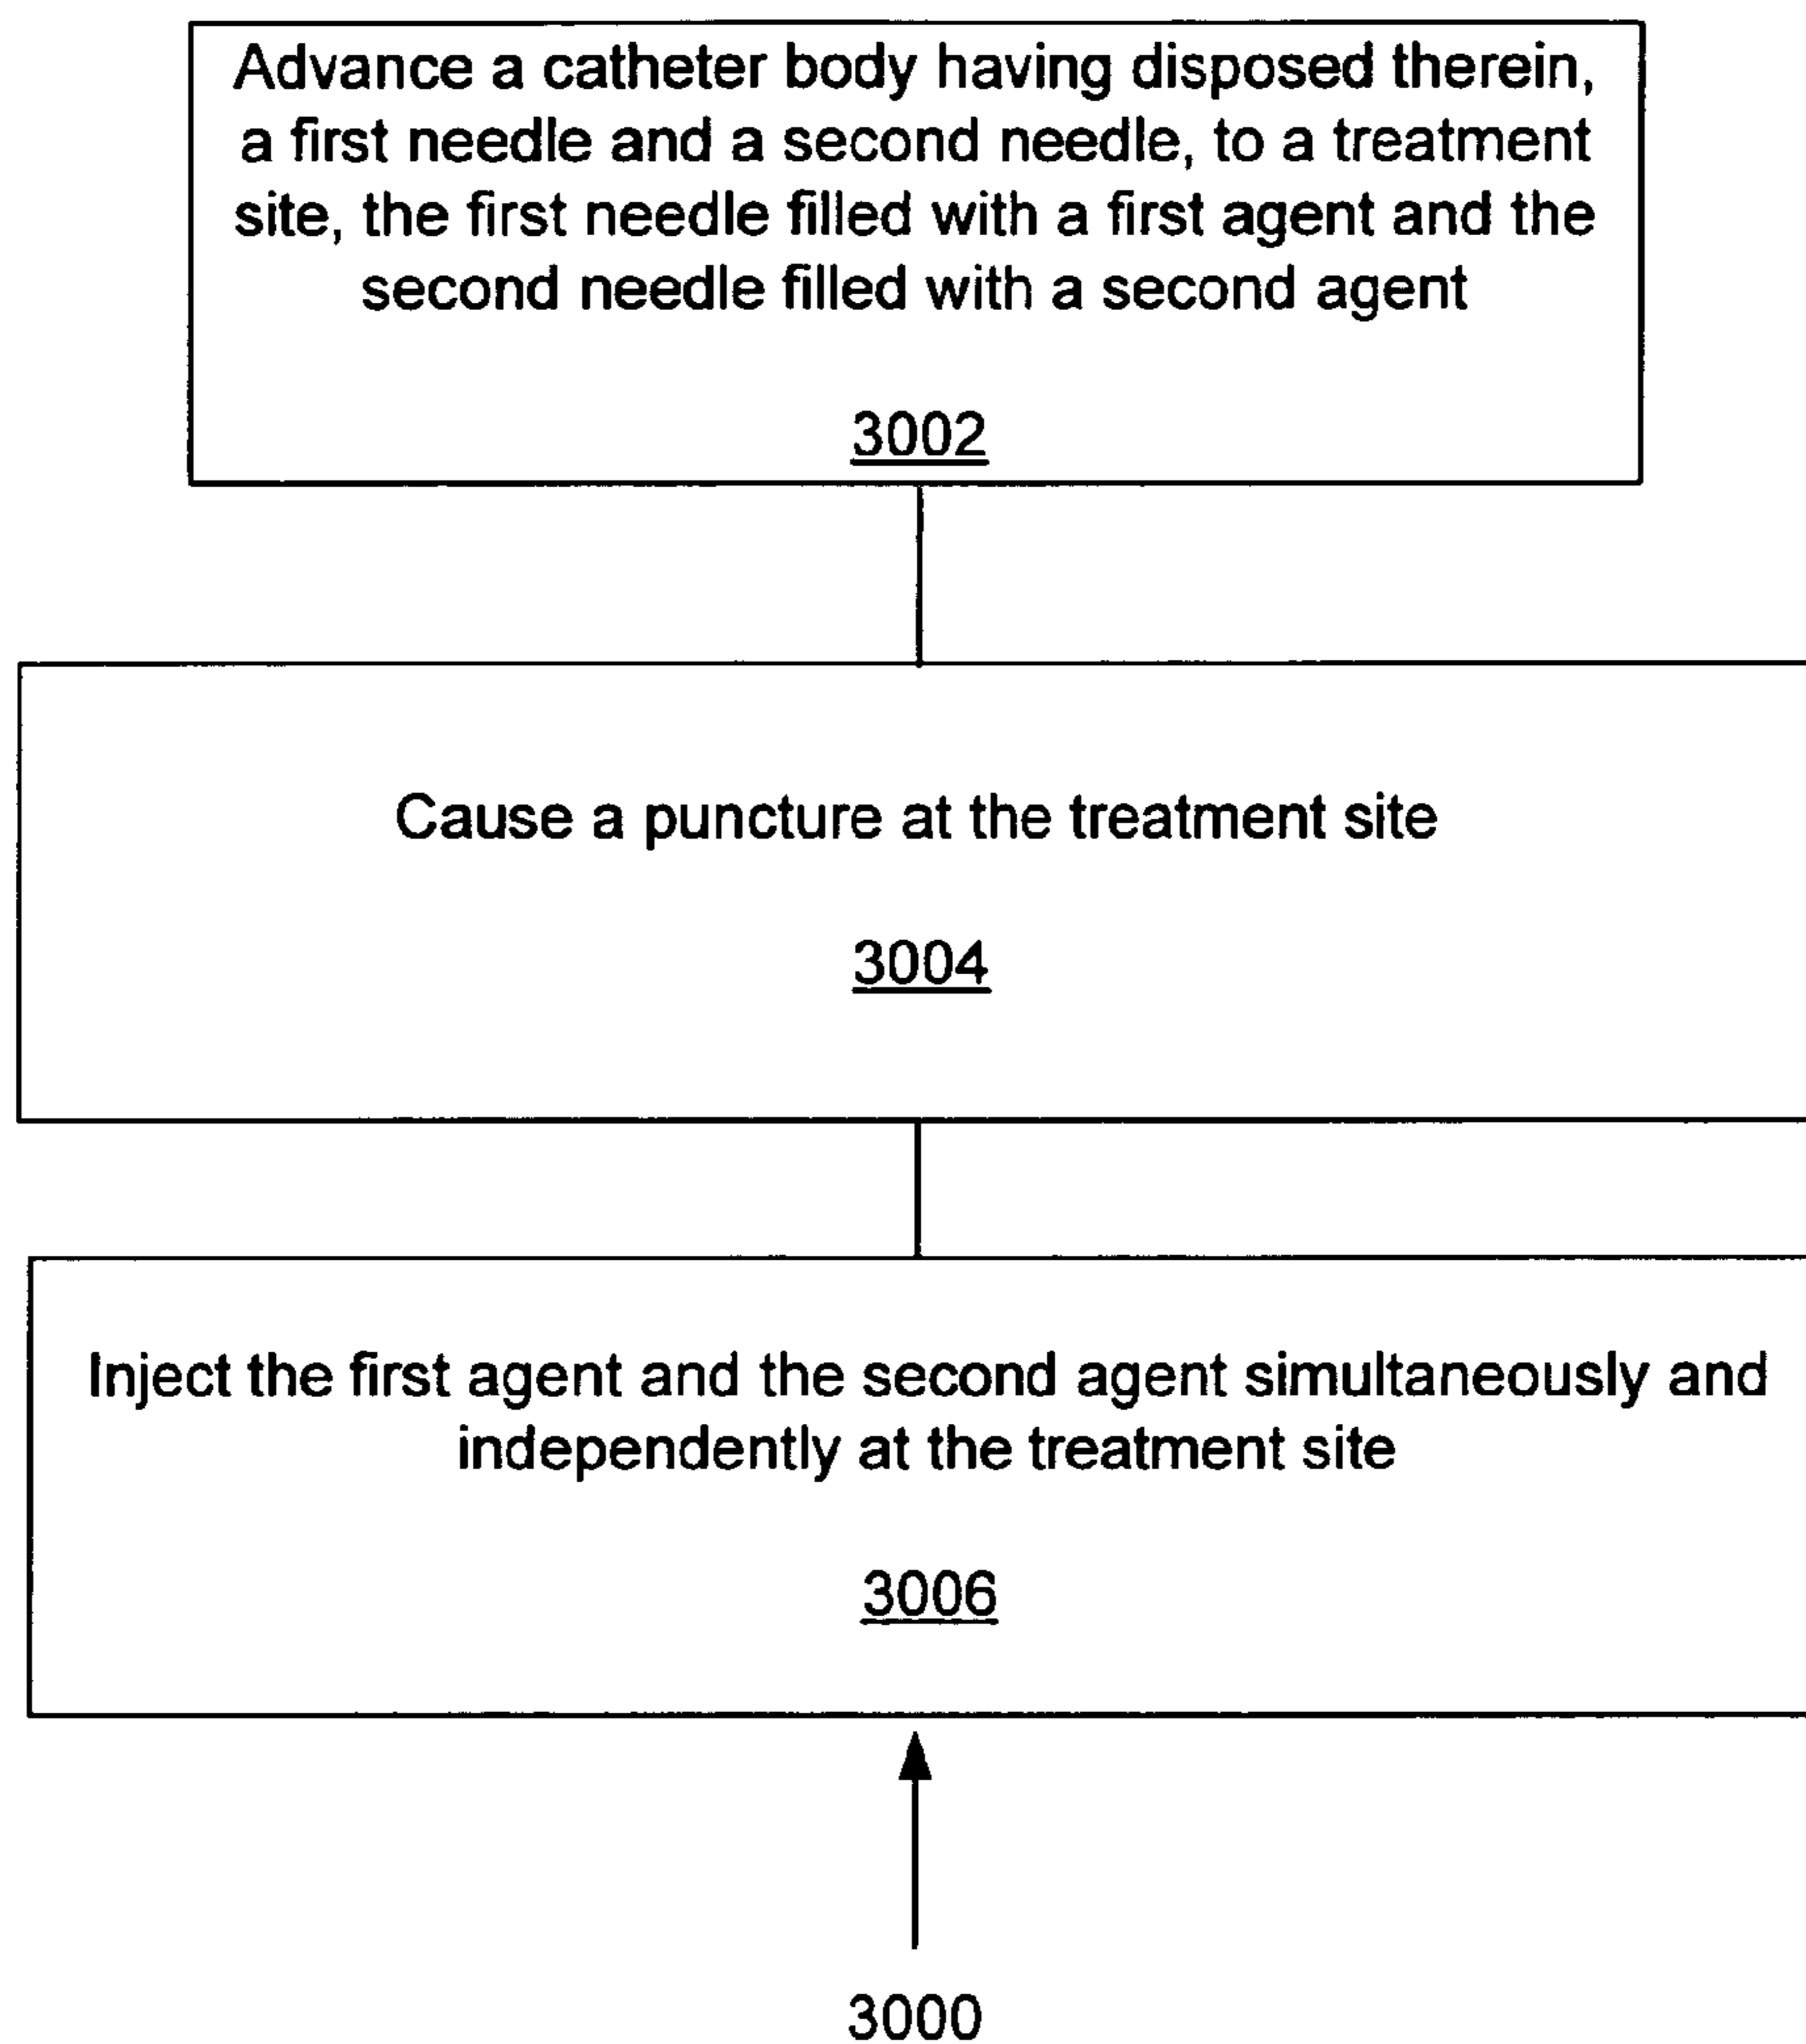 Advance a catheter body having disposed therein,
a first needle and a second needle, to a treatment
site, the first needle filled with a first agent and the
second needle filled with a second agent
3002
Cause a puncture at the treatment site
3004
Inject the first agent and the second agent simultaneously and
independently at the treatment site
3006
3000